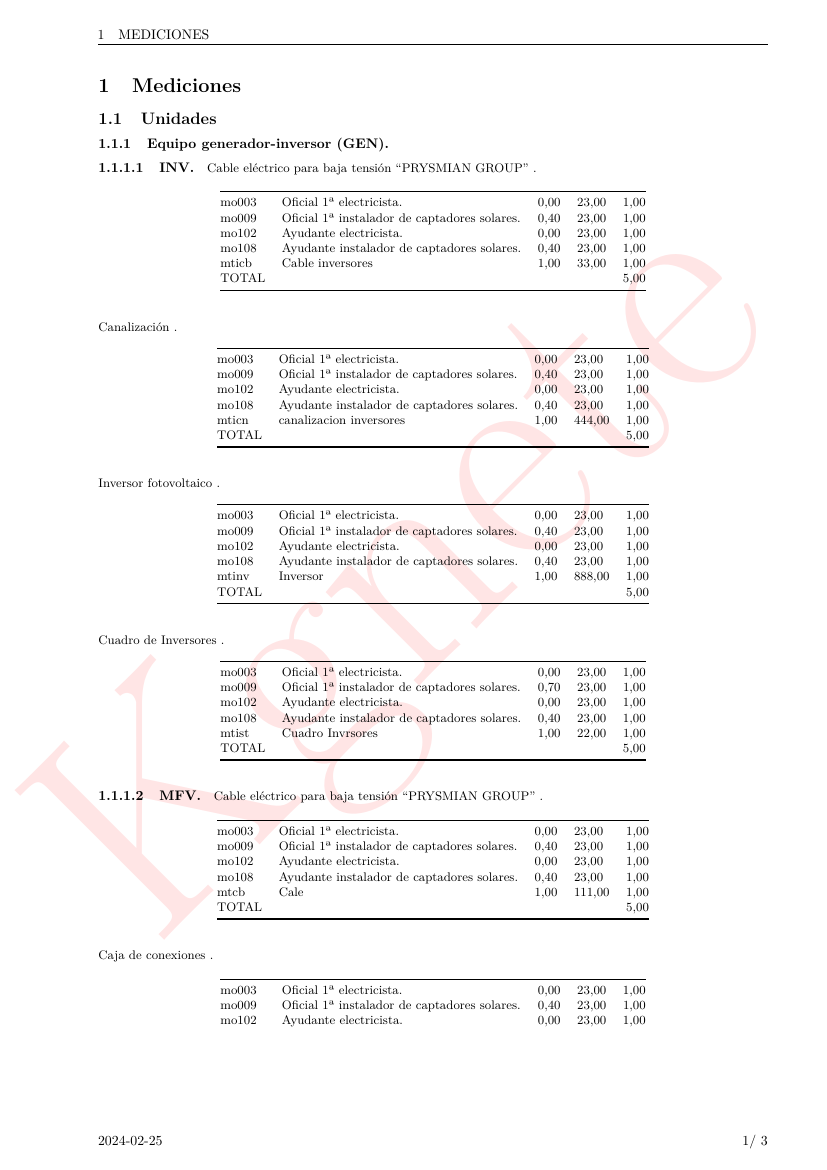 1 MEDICIONES
1 Mediciones
1.1 Unidades
1.1.1 Equipo generador-inversor (GEN).
1.1.1.1 INV. Cable eléctrico para baja tensión “PRYSMIAN GROUP” .
mo003 Oficial 1ª electricista. 0,00 23,00 1,00
mo009 Oficial 1ª instalador de captadores solares. 0,40 23,00 1,00
mo102 Ayudante electricista. 0,00 23,00 1,00
mo108 Ayudante instalador de captadores solares. 0,40 23,00 1,00
mticb Cable inversores 1,00 33,00 1,00
TOTAL 5,00
Canalización .
mo003 Oficial 1ª electricista. 0,00 23,00 1,00
mo009 Oficial 1ª instalador de captadores solares. 0,40 23,00 1,00
mo102 Ayudante electricista. 0,00 23,00 1,00
mo108 Ayudante instalador de captadores solares. 0,40 23,00 1,00
mticn canalizacion inversores 1,00 444,00 1,00
TOTAL 5,00
Inversor fotovoltaico .
mo003 Oficial 1ª electricista. 0,00 23,00 1,00
mo009 Oficial 1ª instalador de captadores solares. 0,40 23,00 1,00
mo102 Ayudante electricista. 0,00 23,00 1,00
mo108 Ayudante instalador de captadores solares. 0,40 23,00 1,00
mtinv Inversor 1,00 888,00 1,00
TOTAL 5,00
Cuadro de Inversores .
mo003 Oficial 1ª electricista. 0,00 23,00 1,00
mo009 Oficial 1ª instalador de captadores solares. 0,70 23,00 1,00
mo102 Ayudante electricista. 0,00 23,00 1,00
mo108 Ayudante instalador de captadores solares. 0,40 23,00 1,00
mtist Cuadro Invrsores 1,00 22,00 1,00
TOTAL 5,00
1.1.1.2 MFV. Cable eléctrico para baja tensión “PRYSMIAN GROUP” .
mo003 Oficial 1ª electricista. 0,00 23,00 1,00
mo009 Oficial 1ª instalador de captadores solares. 0,40 23,00 1,00
mo102 Ayudante electricista. 0,00 23,00 1,00
mo108 Ayudante instalador de captadores solares. 0,40 23,00 1,00
mtcb Cale 1,00 111,00 1,00
TOTAL 5,00
Caja de conexiones .
mo003 Oficial 1ª electricista. 0,00 23,00 1,00
mo009 Oficial 1ª instalador de captadores solares. 0,40 23,00 1,00
mo102 Ayudante electricista. 0,00 23,00 1,00
Kgnete
2024-02-25 1/ 3